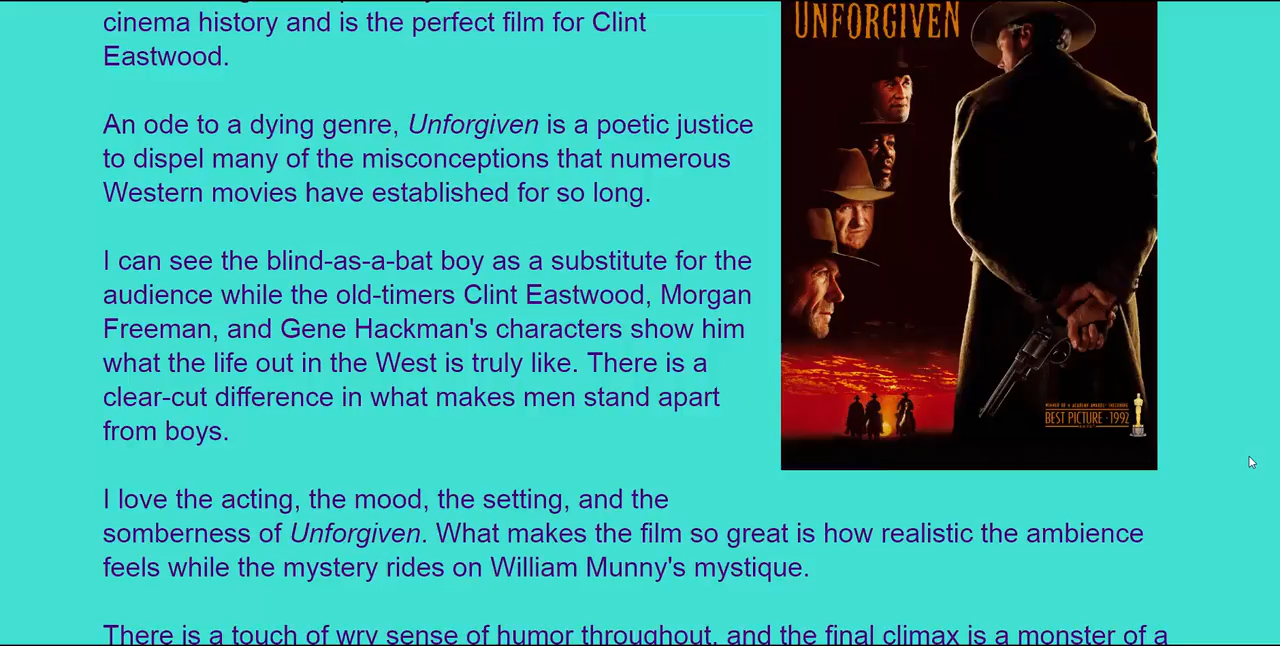 cinema history and is the perfect film for Clint
Eastwood.
An ode to a dying genre, Unforgiven is a poetic justice
to dispel many of the misconceptions that numerous
Western movies have established for so long.
I can see the blind-as-a-bat boy as a substitute for the
audience while the old-timers Clint Eastwood, Morgan
Freeman, and Gene Hackman's characters show him
what the life out in the West is truly like. There is a
clear-cut difference in what makes men stand apart
from boys.
I love the acting, the mood, the setting, and the
somberness of Unforgiven. What makes the film so great is how realistic the ambience
feels while the mystery rides on William Munny's mystique.
There is a touch of wry sense of humor throughout, and the final climax is a monster of a
UNFORGIVEN
WINNER OF 4 ACADEMY AWARDS INCLUDING
BEST PICTURE · 1992